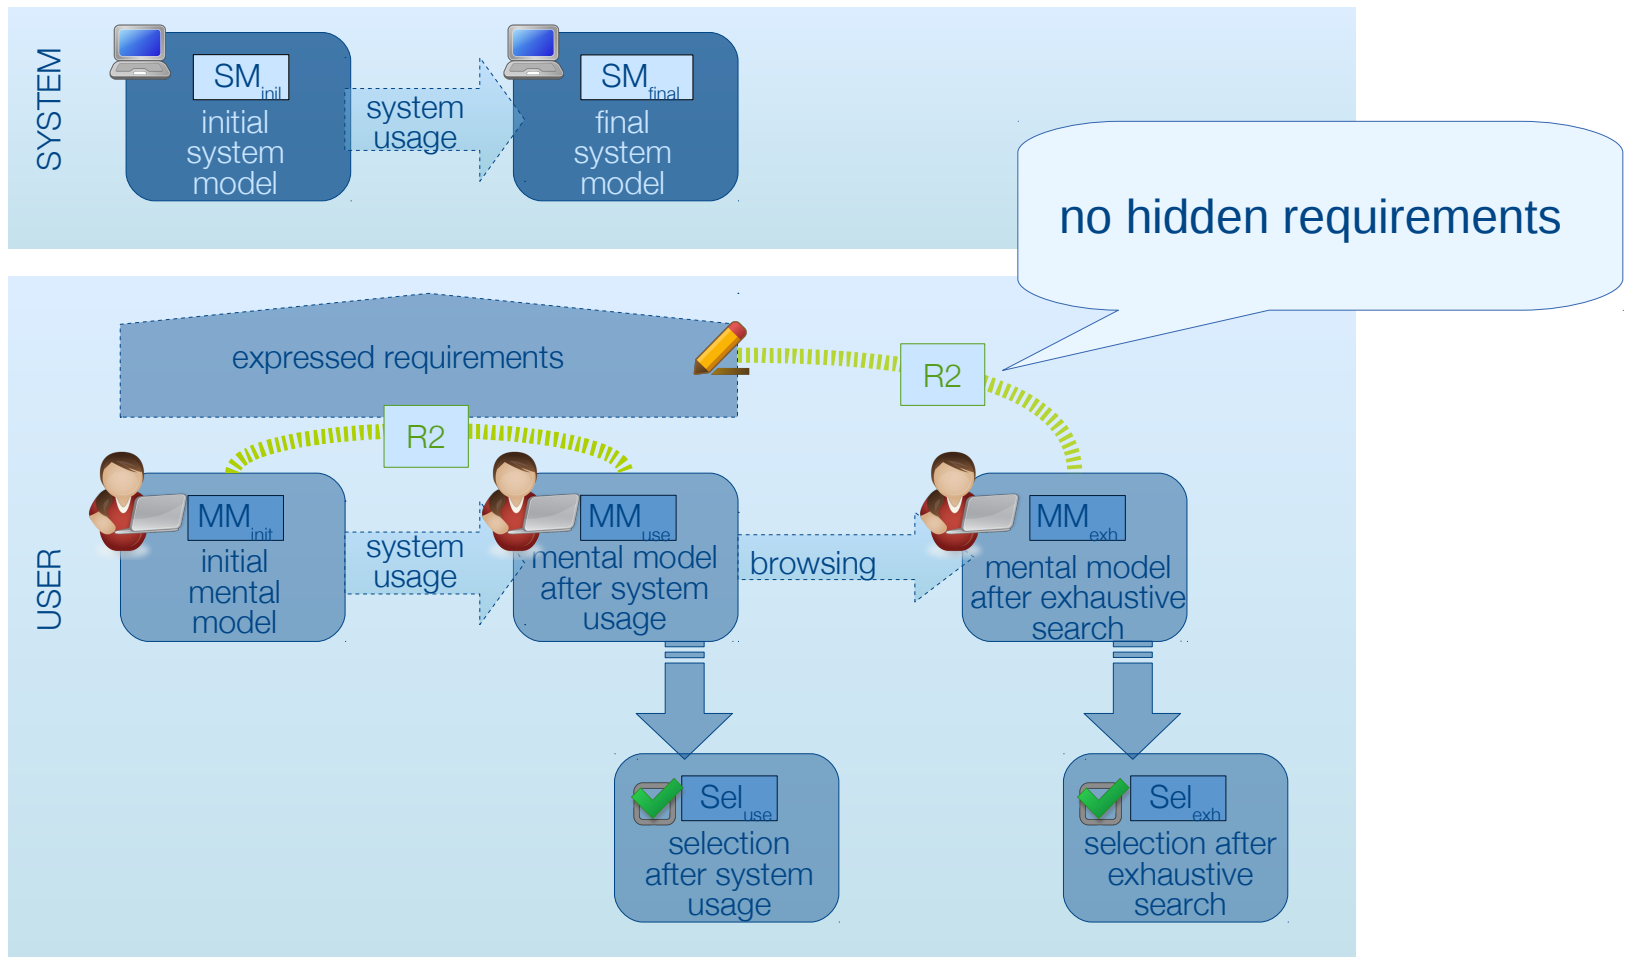 SYSTEM
SMinil
initial
system
model
system
usage
SMfinal
final
system
model
no hidden requirements
USER
expressed requirements
R2
R2
MMinit
initial
mental
model
system
usage
MMuse
mental model
after system
usage
browsing
MMexh
mental model
after exhaustive
search
Seluse
selection
after system
usage
Selexh
selection after
exhaustive
search